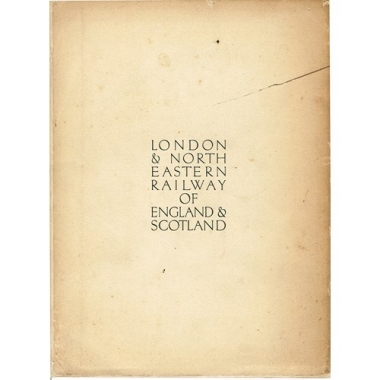 LONDON
& NORTH
EASTERN
RAILWAY
OF
ENGLAND &
SCOTLAND